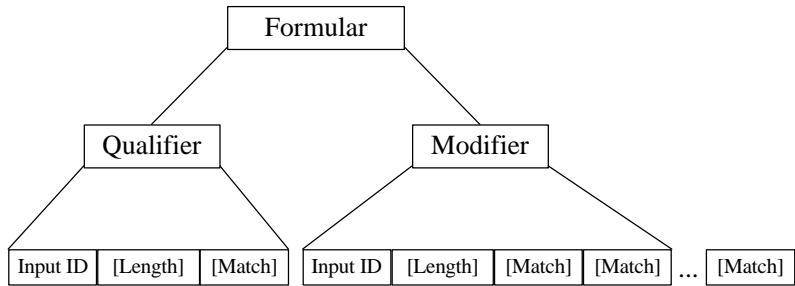 Formular
Qualifier Modifier
Input ID [Length] [Match] Input ID [Length] [Match] [Match] ... [Match]